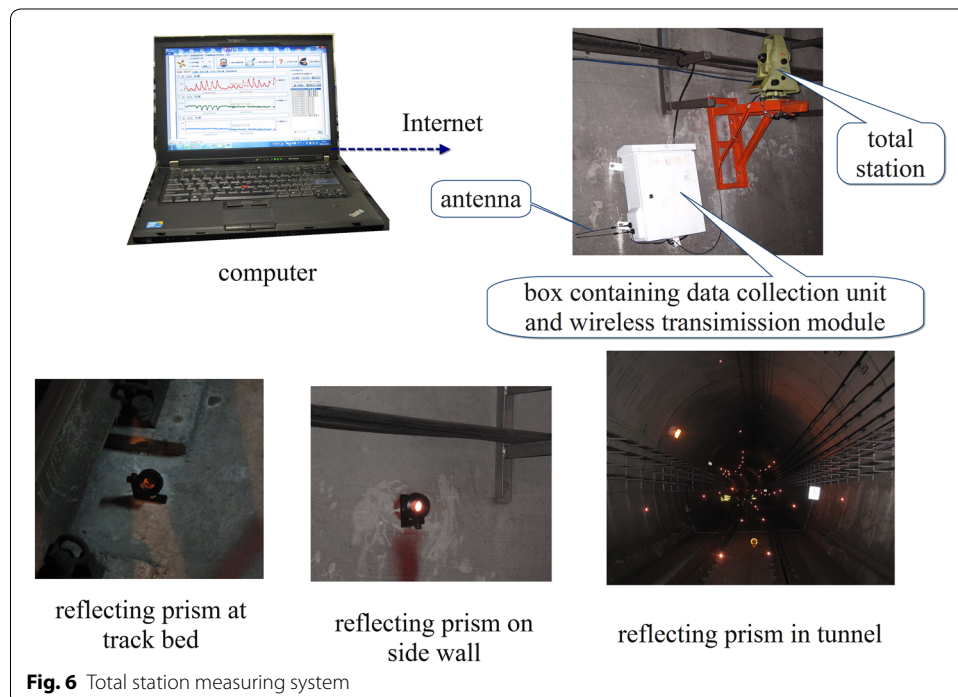 Internet
total
station
antenna
computer
box containing data collection unit
and wireless transimission module
reflecting prism at
track bed
reflecting prism on
side wall
reflecting prism in tunnel
Fig. 6 Total station measuring system